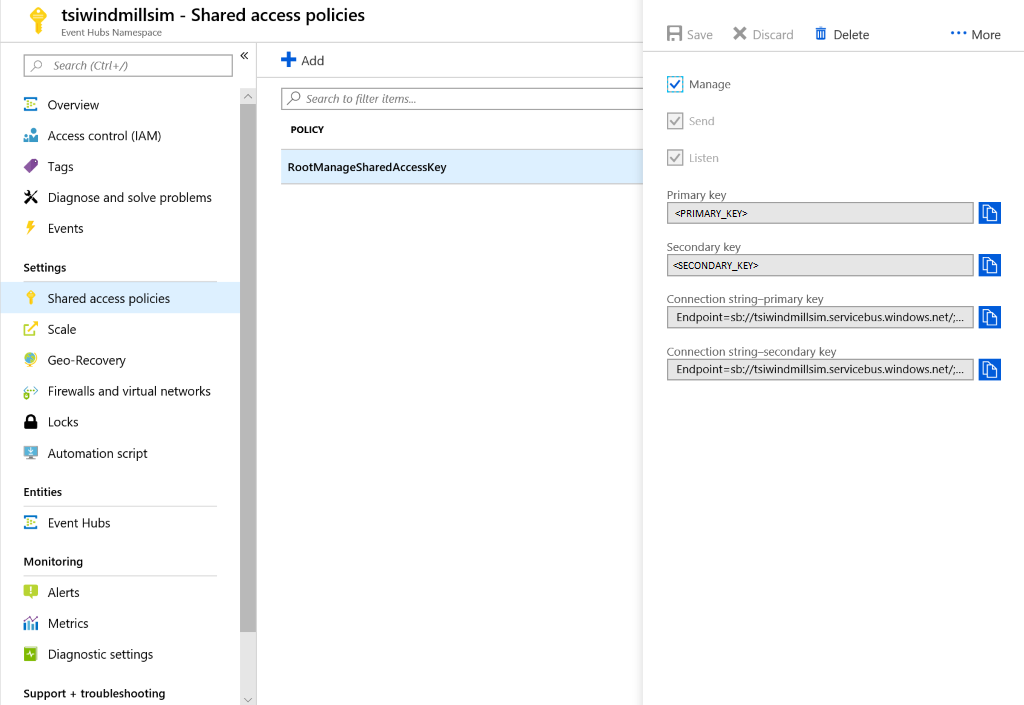 tsiwindmillsim - Shared access policies
Event Hubs Namespace
Search (Ctrl+/)
«
Overview
Access control (IAM)
Tags
Diagnose and solve problems
Events
Settings
Shared access policies
Scale
Geo-Recovery
Firewalls and virtual networks
Locks
Automation script
Entities
Event Hubs
Monitoring
Alerts
Metrics
Diagnostic settings
Support + troubleshooting
Add
Search to filter items...
POLICY
RootManageSharedAccessKey
Save Discard Delete ··· More
Manage
Send
Listen
Primary key
<PRIMARY_KEY>
Secondary key
<SECONDARY_KEY>
Connection string–primary key
Endpoint=sb://tsiwindmillsim.servicebus.windows.net/;...
Connection string–secondary key
Endpoint=sb://tsiwindmillsim.servicebus.windows.net/;...